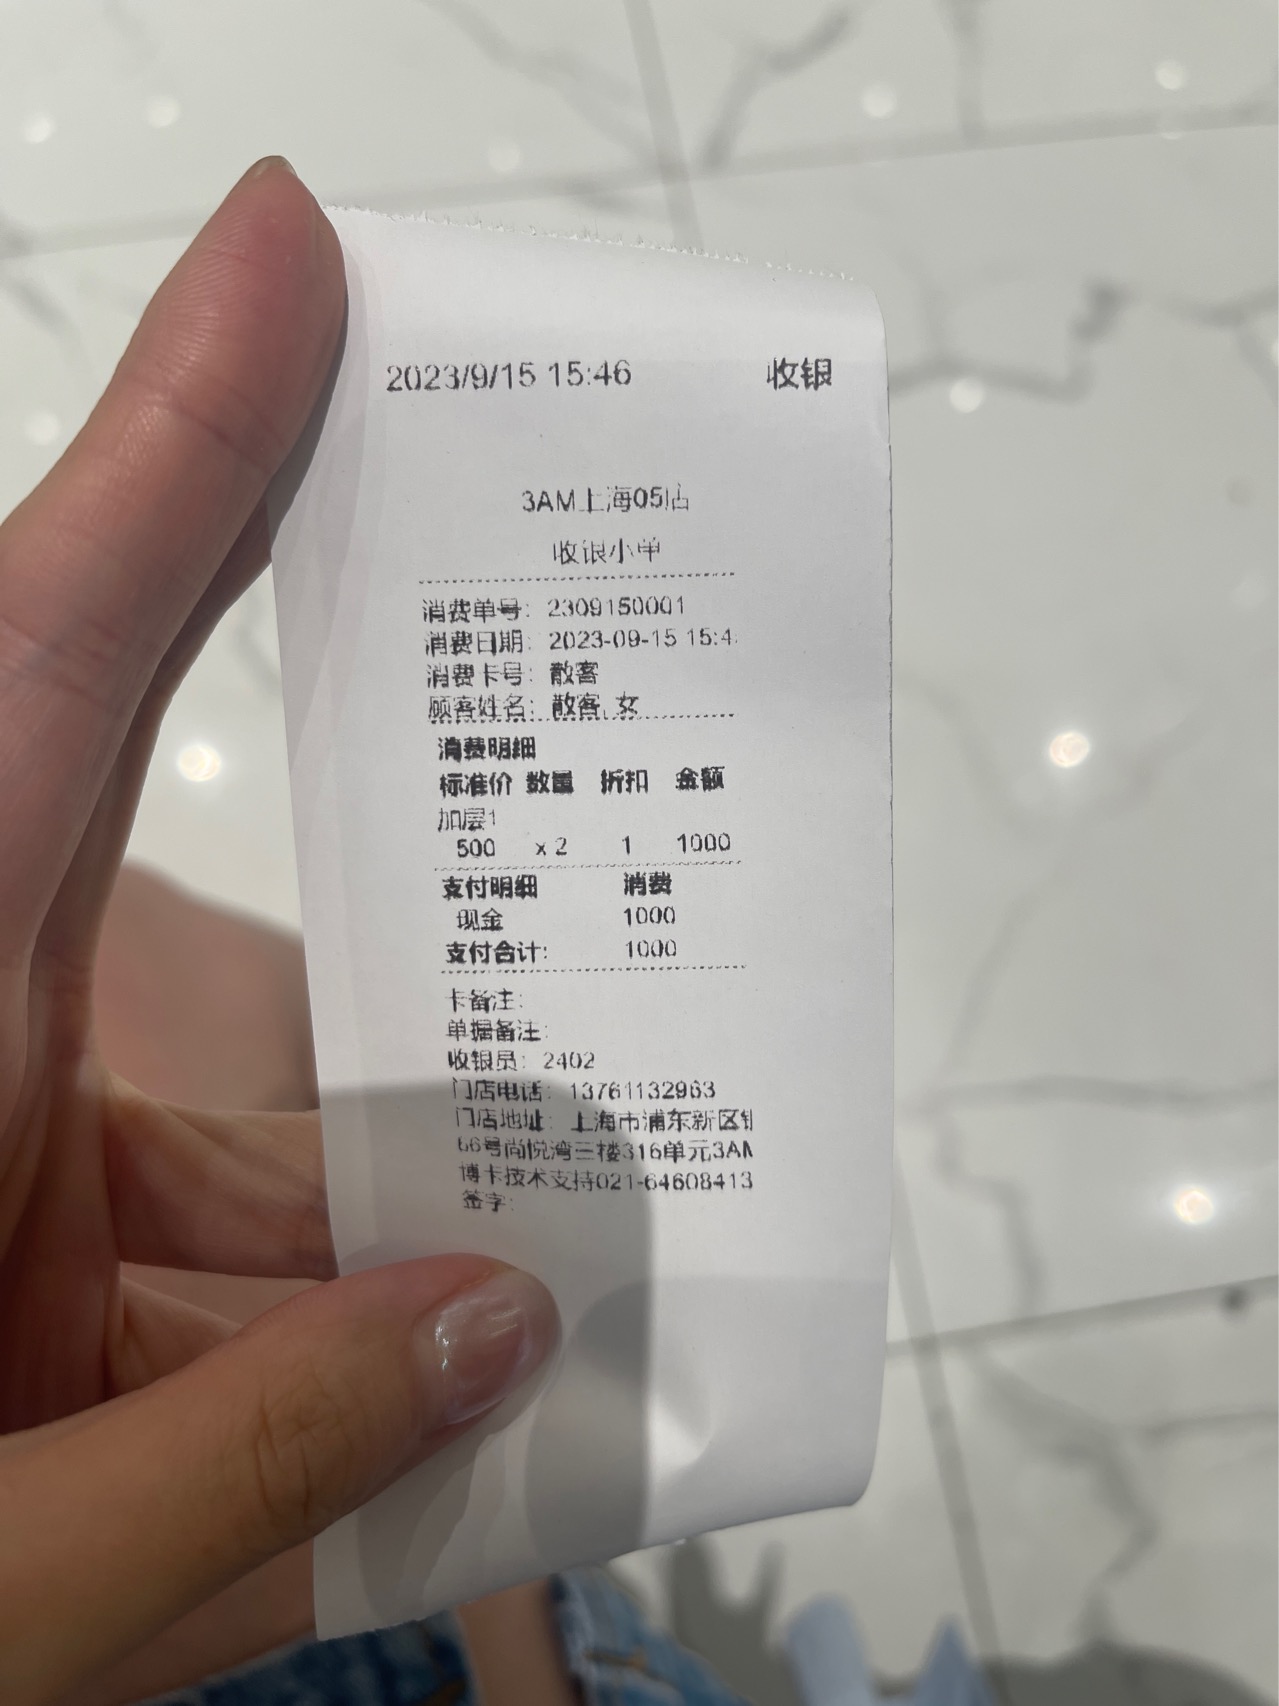 2023/9/15 15:46 收银
3AM上海05店
收银小单
消费单号: 2309150001
消费日期: 2023-09-15 15:4
消费卡号: 散客
顾客姓名: 散客, 女
消费明细
标准价 数量 折扣 金额
加层1
500 x 2 1 1000
支付明细 消费
现金 1000
支付合计: 1000
卡备注:
单据备注:
收银员: 2402
门店电话: 13761132963
门店地址: 上海市浦东新区
66号尚悦湾三楼316单元3AM
博卡技术支持021-64608413
签字: